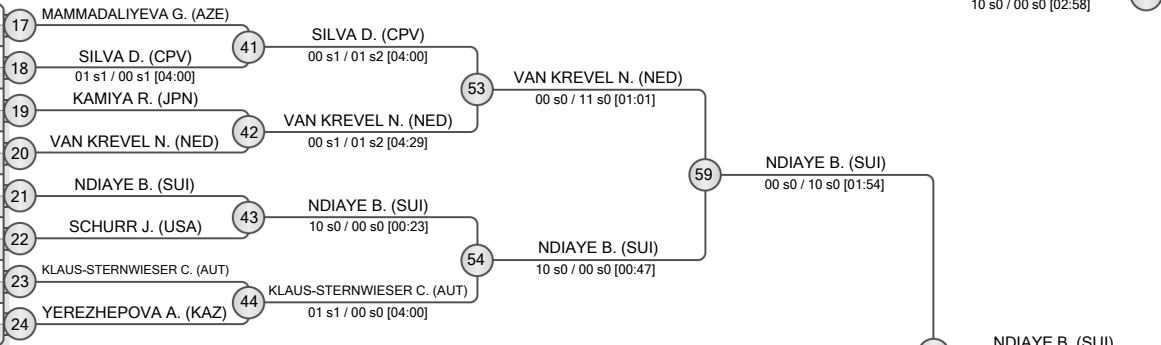 10 s0 / 00 s0 [02:58]
17
MAMMADALIYEVA G. (AZE)
18
SILVA D. (CPV)
01 s1 / 00 s1 [04:00]
41
SILVA D. (CPV)
00 s1 / 01 s2 [04:00]
19
KAMIYA R. (JPN)
20
VAN KREVEL N. (NED)
42
VAN KREVEL N. (NED)
00 s1 / 01 s2 [04:29]
53
VAN KREVEL N. (NED)
00 s0 / 11 s0 [01:01]
21
NDIAYE B. (SUI)
22
SCHURR J. (USA)
43
NDIAYE B. (SUI)
10 s0 / 00 s0 [00:23]
23
KLAUS-STERNWIESER C. (AUT)
24
YEREZHEPOVA A. (KAZ)
44
KLAUS-STERNWIESER C. (AUT)
01 s1 / 00 s0 [04:00]
54
NDIAYE B. (SUI)
10 s0 / 00 s0 [00:47]
59
NDIAYE B. (SUI)
00 s0 / 10 s0 [01:54]
NDIAYE B. (SUI)